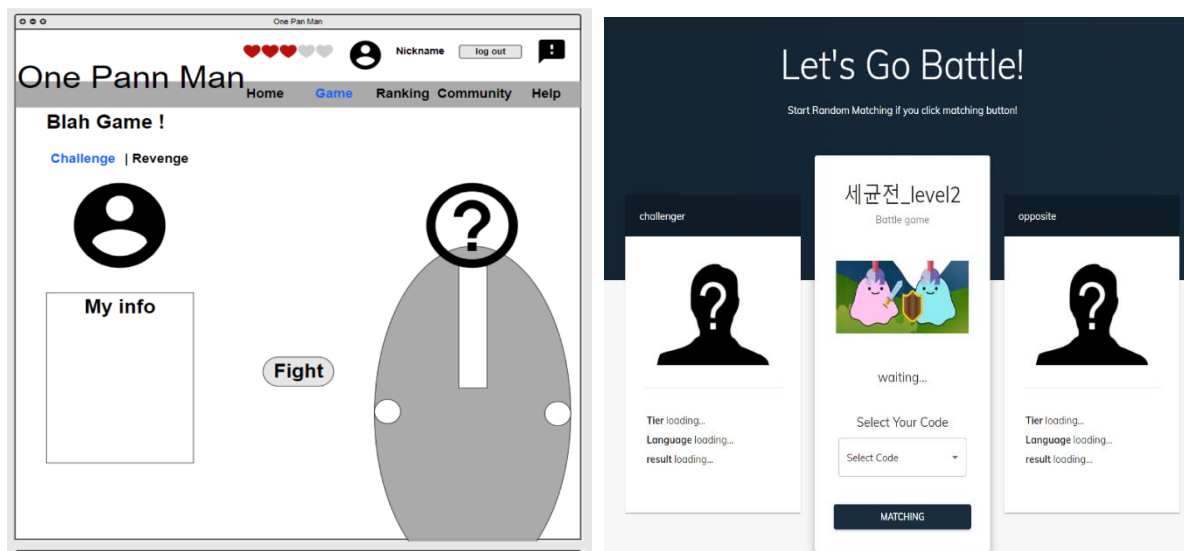 One Pan Man
Nickname
log out
One Pann Man
Home Game Ranking Community Help
Blah Game !
Challenge | Revenge
?
My info
Fight
Let's Go Battle!
Start Random Matching if you click matching button!
challenger
?
Tier loading...
Language loading...
result loading...
세균전_level2
Battle game
waiting...
Select Your Code
Select Code
MATCHING
opposite
?
Tier loading...
Language loading...
result loading...